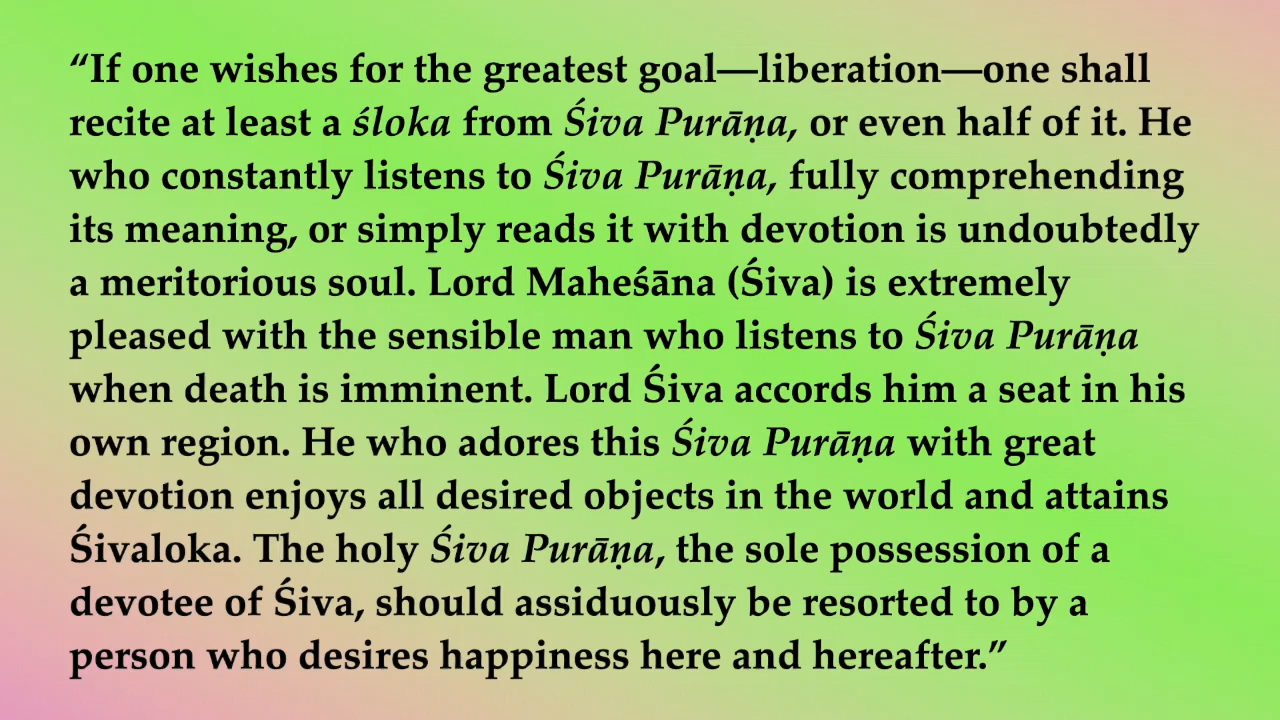 “If one wishes for the greatest goal—liberation—one shall
recite at least a śloka from Śiva Purāṇa, or even half of it. He
who constantly listens to Śiva Purāṇa, fully comprehending
its meaning, or simply reads it with devotion is undoubtedly
a meritorious soul. Lord Maheśāna (Śiva) is extremely
pleased with the sensible man who listens to Śiva Purāṇa
when death is imminent. Lord Śiva accords him a seat in his
own region. He who adores this Śiva Purāṇa with great
devotion enjoys all desired objects in the world and attains
Śivaloka. The holy Śiva Purāṇa, the sole possession of a
devotee of Śiva, should assiduously be resorted to by a
person who desires happiness here and hereafter.”